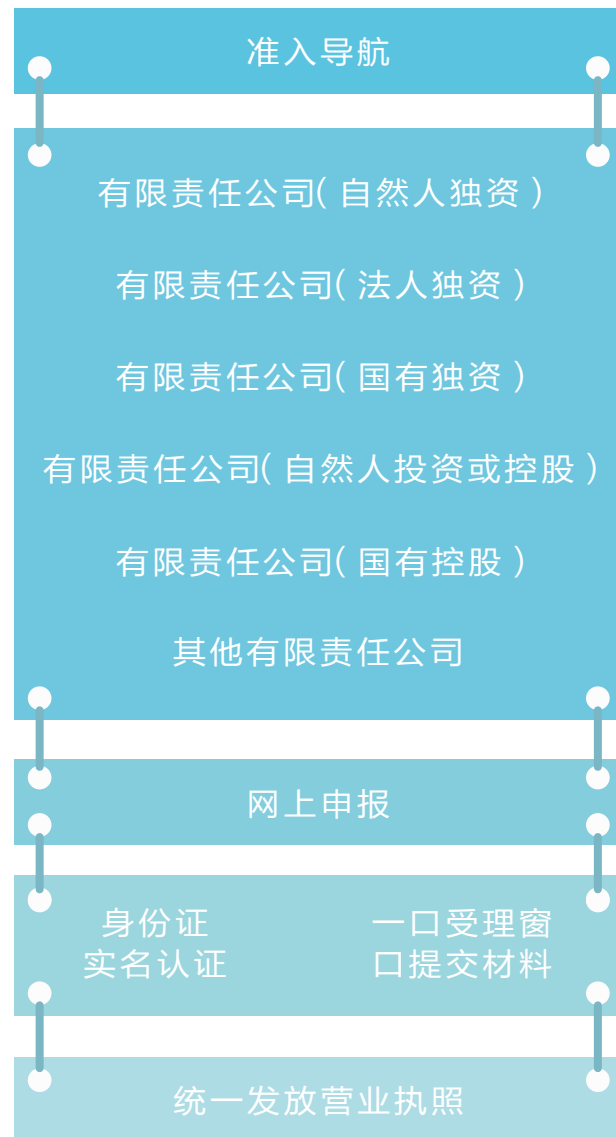 准入导航
有限责任公司(自然人独资)
有限责任公司(法人独资)
有限责任公司(国有独资)
有限责任公司(自然人投资或控股)
有限责任公司(国有控股)
其他有限责任公司
网上申报
身份证
实名认证
一口受理窗
口提交材料
统一发放营业执照